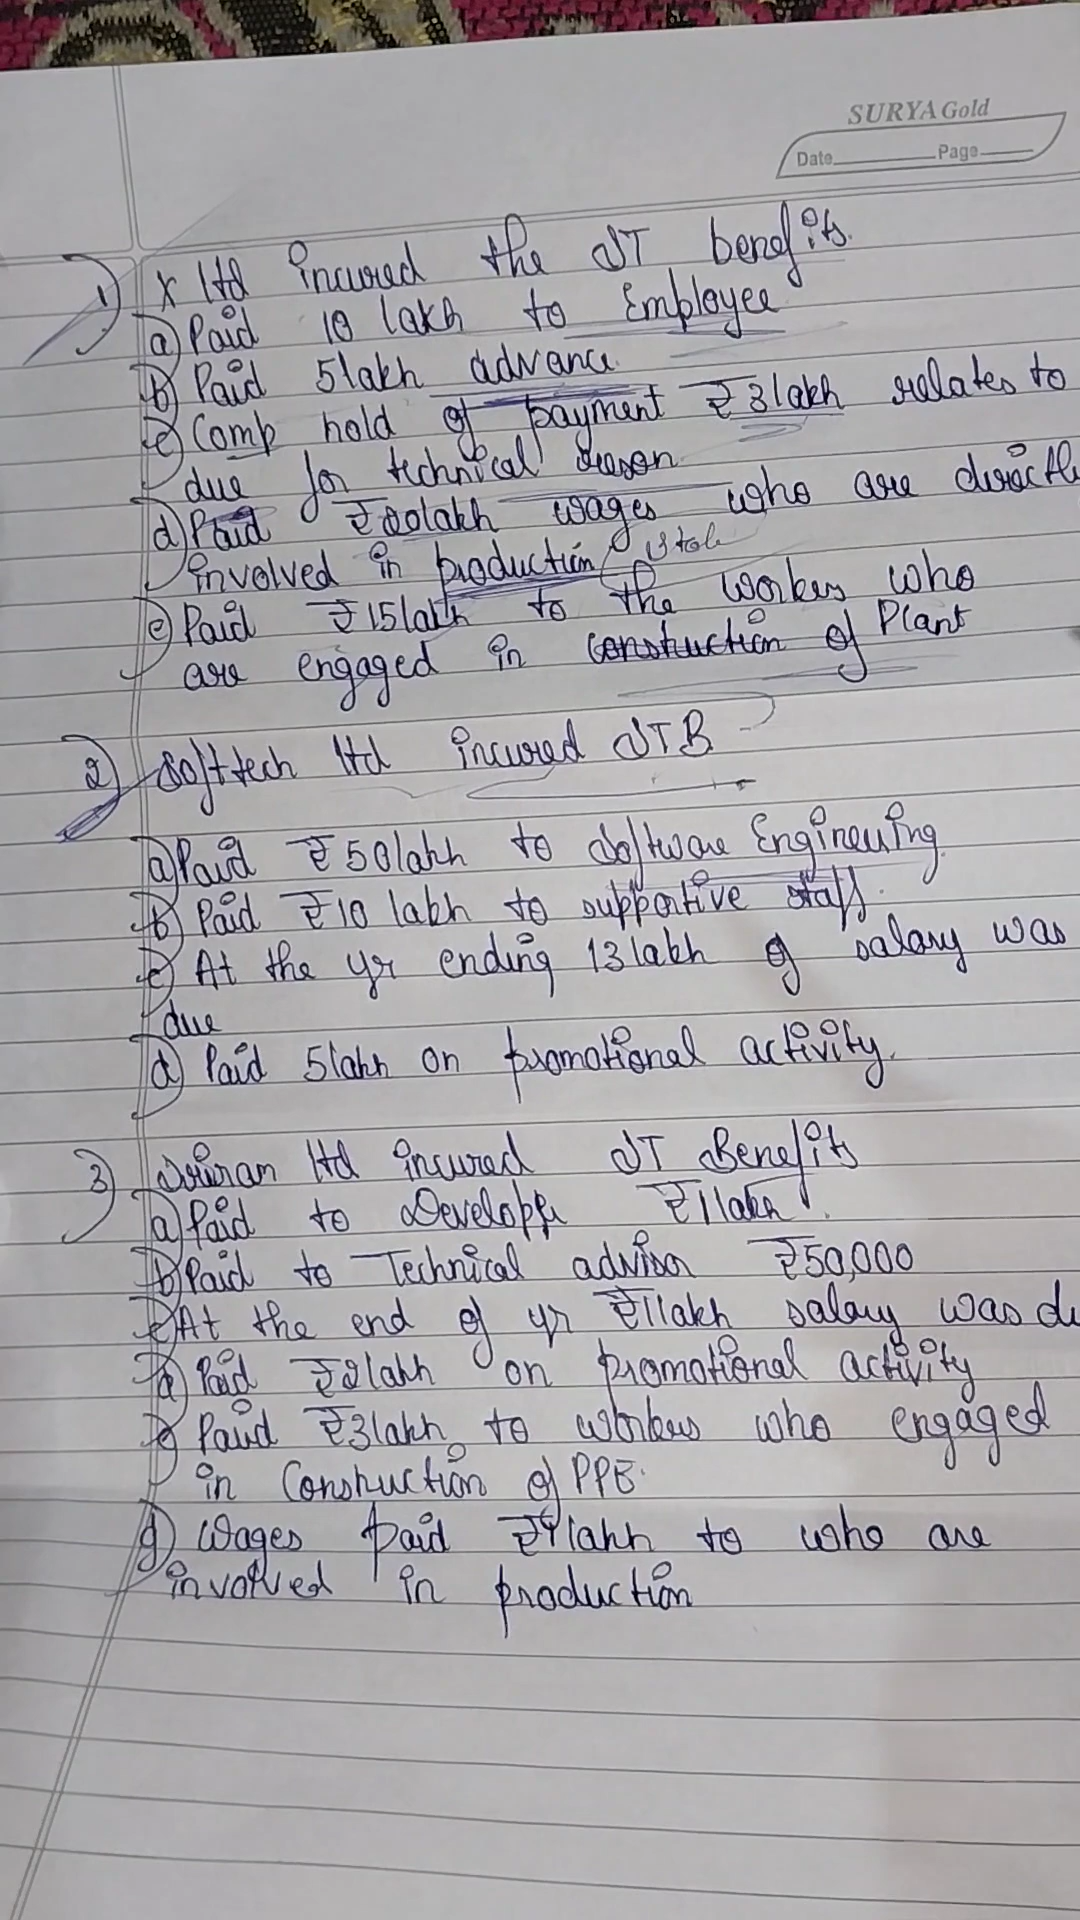 SURYA Gold
Date Page
1) X ltd incured the ST benefits.
a) Paid 10 lakh to Employee
b) Paid 5lakh advance.
c) Comp hold of payment ₹3lakh relates to
due for technical reason
d) Paid ₹20lakh wages who are directl
involved in production
e) Paid ₹15lakh to the workers who
are engaged in construction of Plant
2) Softtech ltd incured STB
a) Paid ₹50lakh to Software Engineering
b) Paid ₹10 lakh to supportive staff.
c) At the yr ending 13lakh of salary was
due
d) Paid 5lakh on promotional activity.
3) ltd incured ST Benefits
a) Paid to Developer ₹1lakh.
b) Paid to Technical advisor ₹50,000
c) At the end of yr ₹1lakh salary was du
d) Paid ₹2lakh on promotional activity
Paid ₹3lakh to workers who engaged
in Construction of PPE.
g) Wages paid ₹4lakh to who are
involved in production